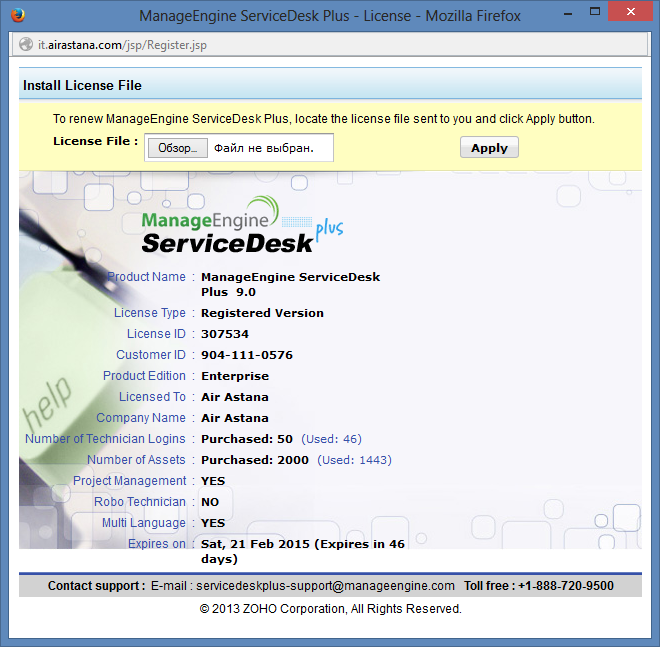 ManageEngine ServiceDesk Plus - License - Mozilla Firefox
it.airastana.com/jsp/Register.jsp
Install License File
To renew ManageEngine ServiceDesk Plus, locate the license file sent to you and click Apply button.
License File : Обзор... Файл не выбран. Apply
ManageEngine
ServiceDesk plus
help
Product Name : ManageEngine ServiceDesk
Plus 9.0
License Type : Registered Version
License ID : 307534
Customer ID : 904-111-0576
Product Edition : Enterprise
Licensed To : Air Astana
Company Name : Air Astana
Number of Technician Logins : Purchased: 50 (Used: 46)
Number of Assets : Purchased: 2000 (Used: 1443)
Project Management : YES
Robo Technician : NO
Multi Language : YES
Expires on : Sat, 21 Feb 2015 (Expires in 46
days)
Contact support : E-mail : servicedeskplus-support@manageengine.com Toll free : +1-888-720-9500
© 2013 ZOHO Corporation, All Rights Reserved.